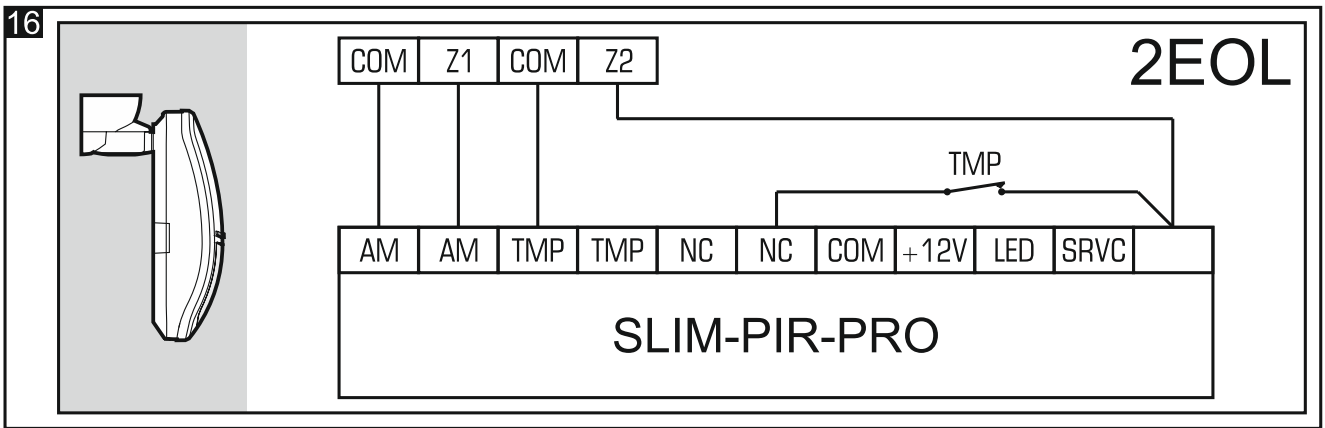 16
2EOL
COM Z1 COM Z2
TMP
AM AM TMP TMP NC NC COM +12V LED SRVC
SLIM-PIR-PRO